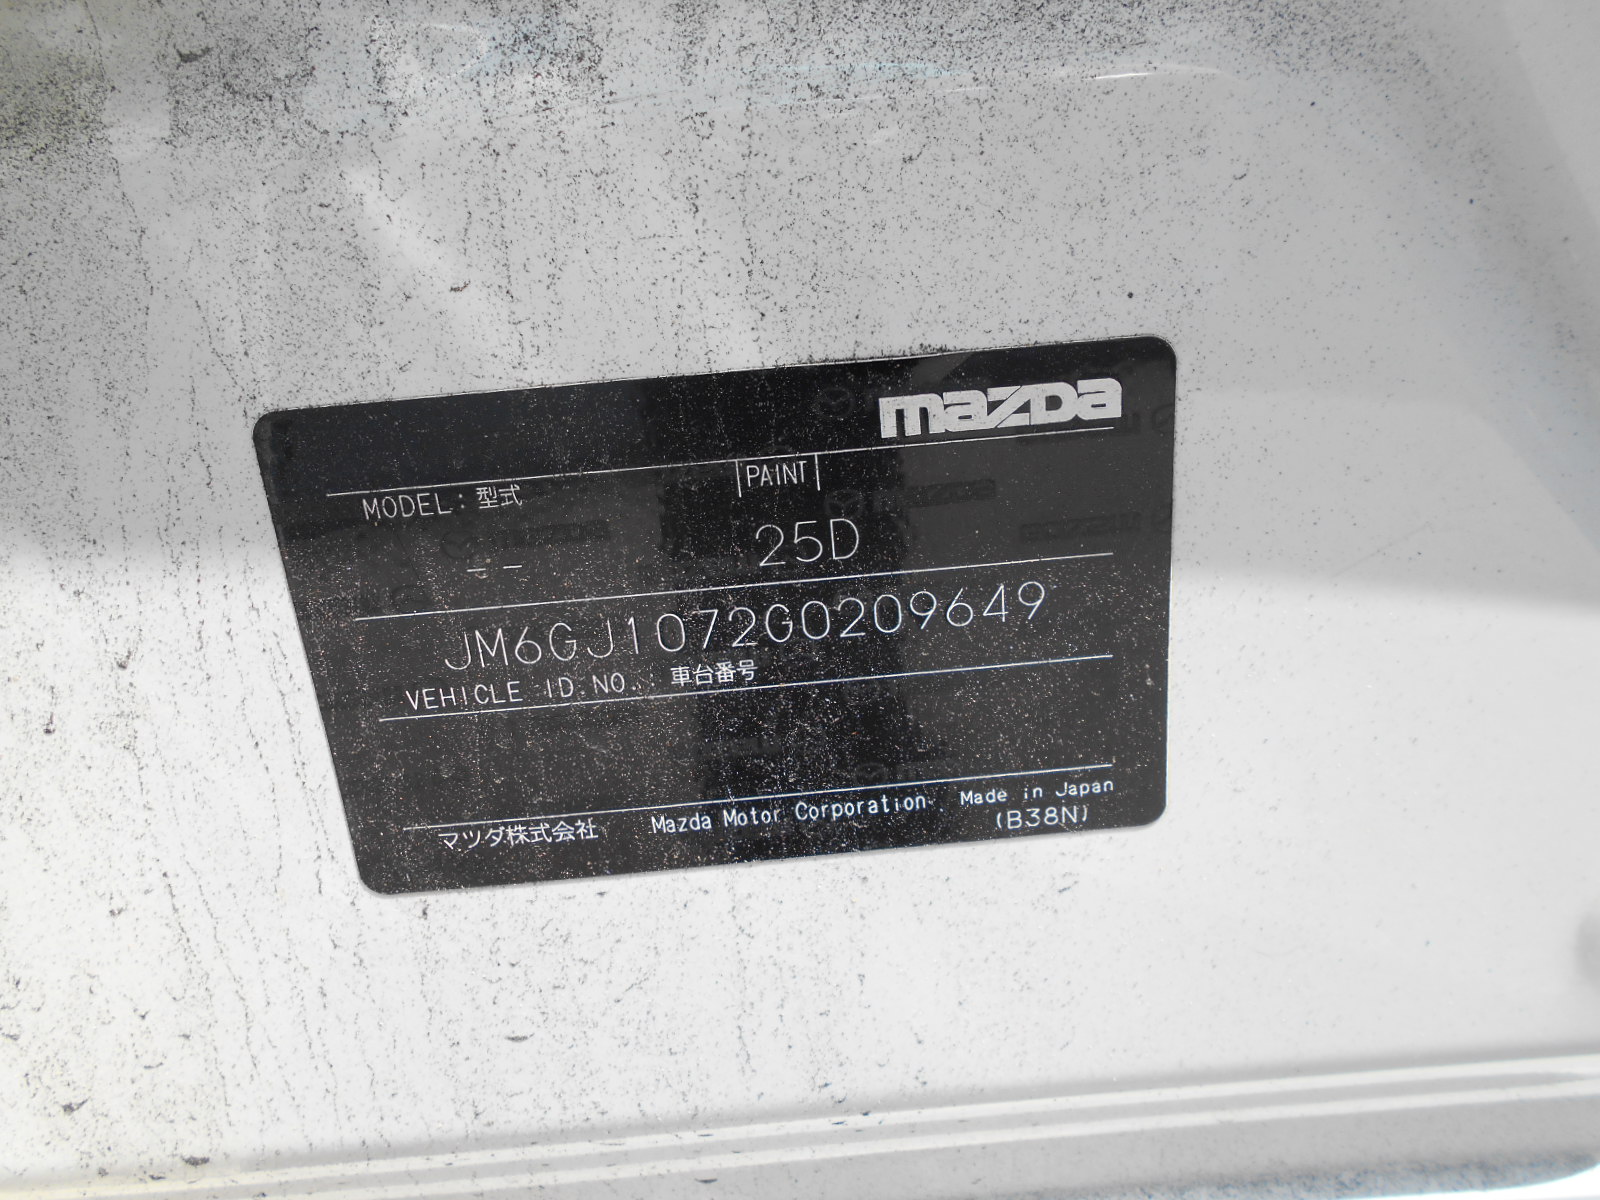 mazda
MODEL : 型式
PAINT
25D
— —
JM6GJ1072G0209649
VEHICLE ID. NO. : 車台番号
マツダ株式会社 Mazda Motor Corporation Made in Japan
(B38N)